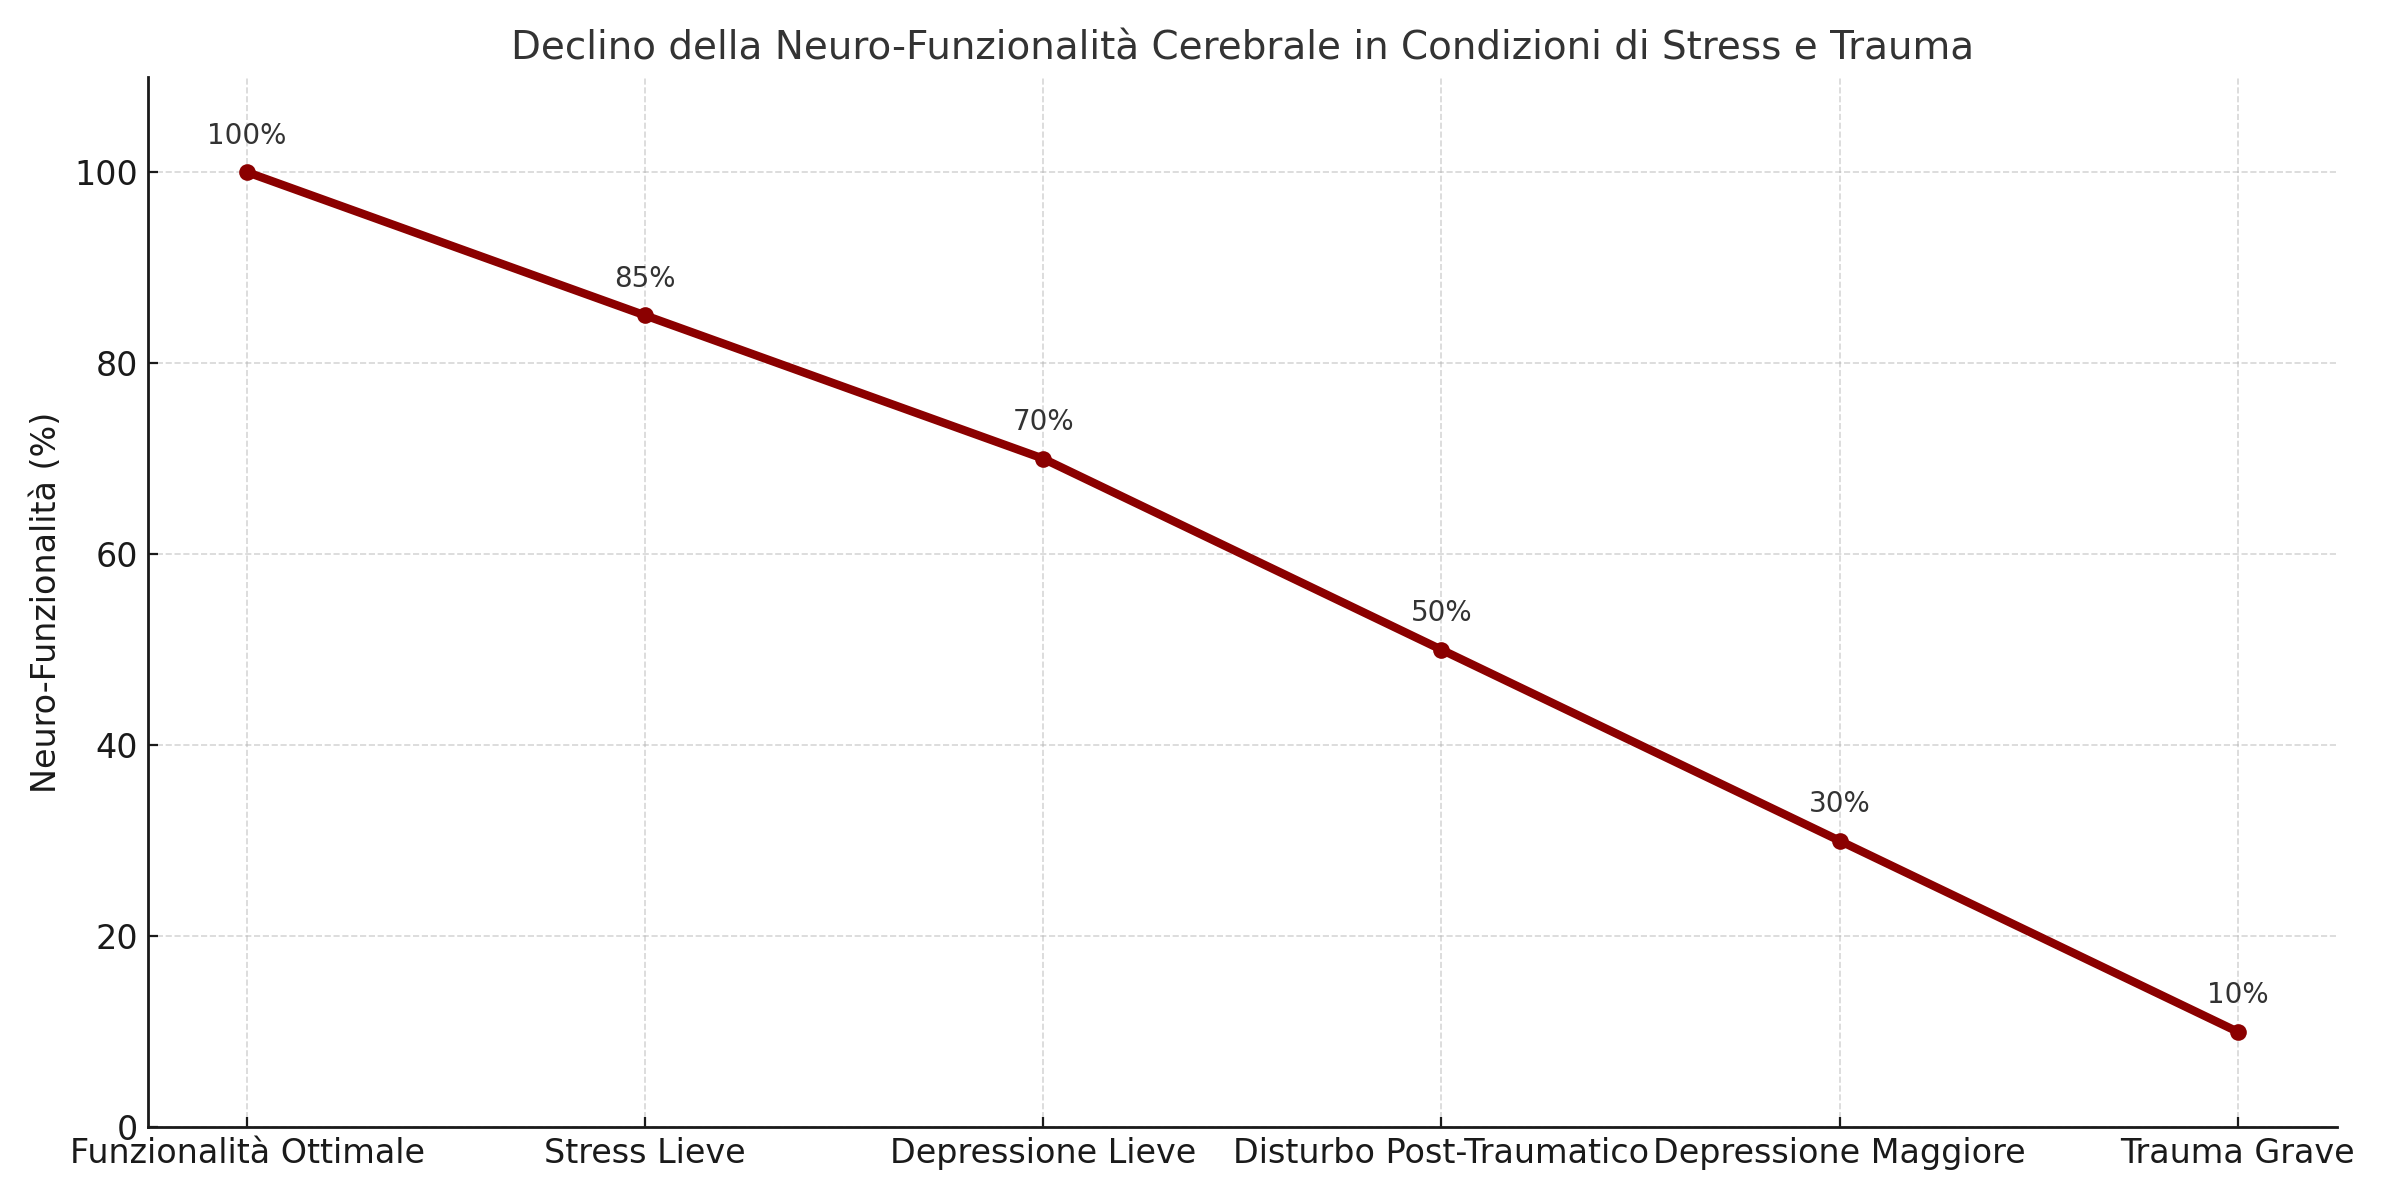 Declino della Neuro-Funzionalità Cerebrale in Condizioni di Stress e Trauma
Neuro-Funzionalità (%)
100
80
60
40
20
0
100%
85%
70%
50%
30%
10%
Funzionalità Ottimale
Stress Lieve
Depressione Lieve
Disturbo Post-Traumatico
Depressione Maggiore
Trauma Grave